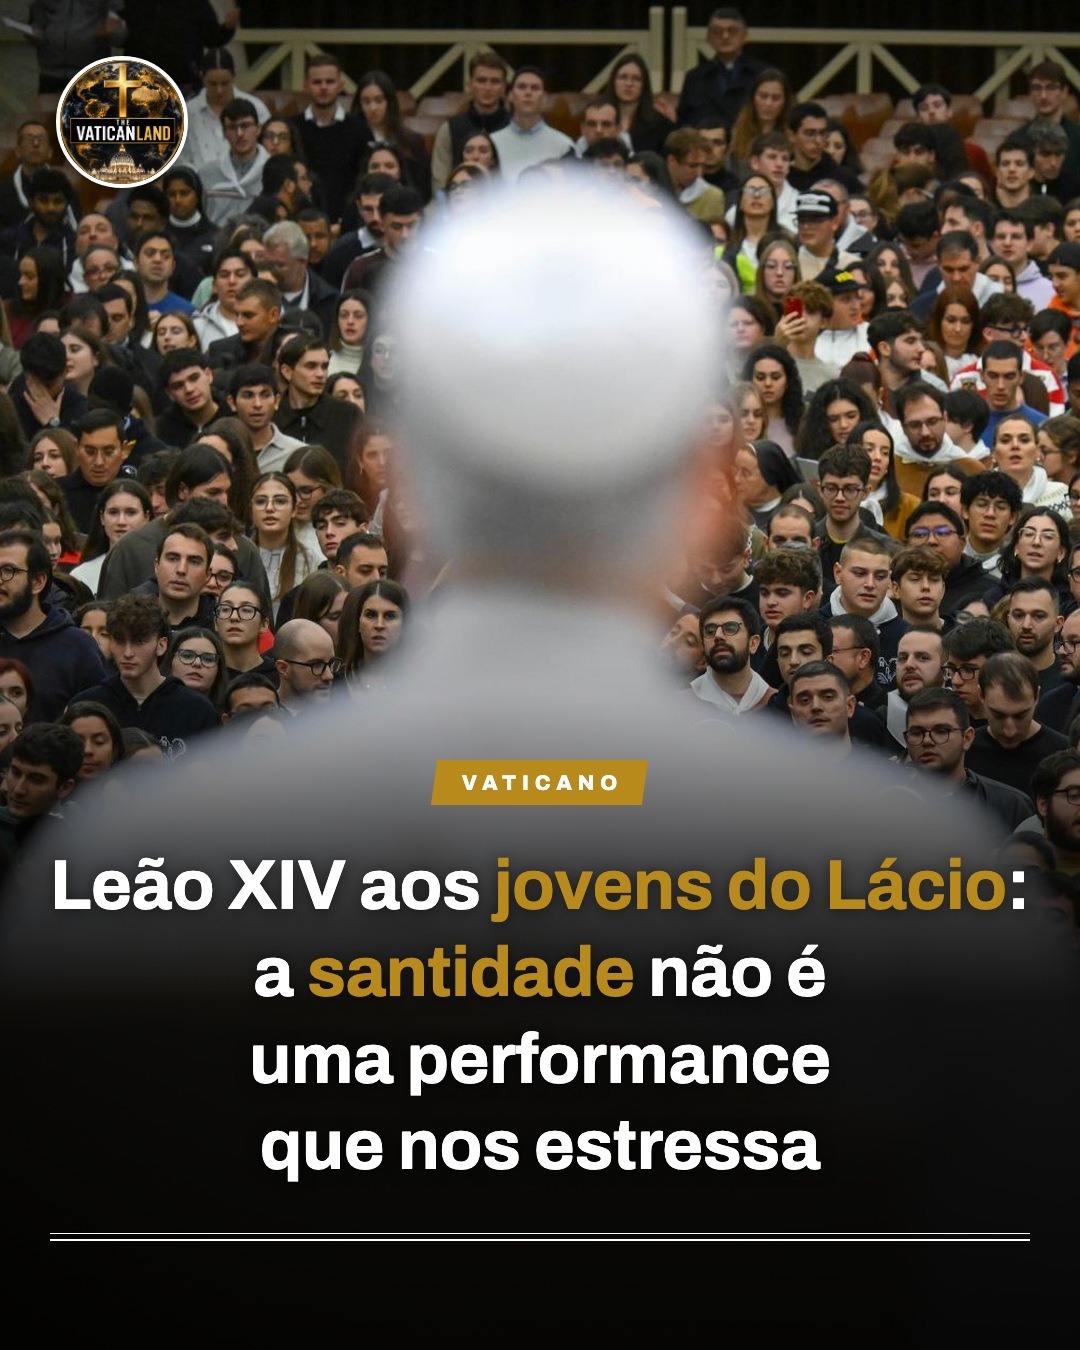 THE
VATICANLAND
VATICANO
Leão XIV aos jovens do Lácio:
a santidade não é
uma performance
que nos estressa